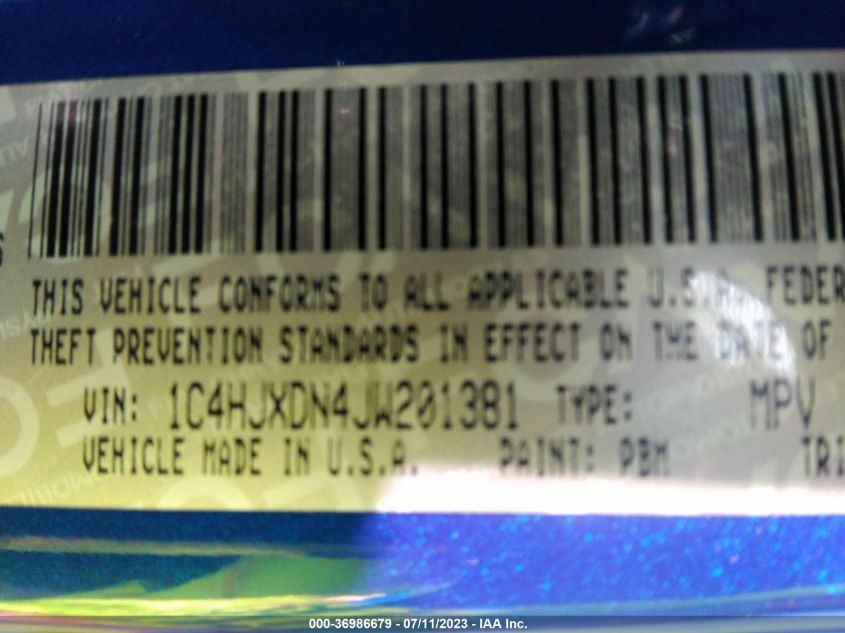 THIS VEHICLE CONFORMS TO ALL APPLICABLE U.S.A. FEDER
THEFT PREVENTION STANDARDS IN EFFECT ON THE DATE OF
VIN: 1C4HJXDN4JW201381 TYPE: MPV
VEHICLE MADE IN U.S.A. PAINT: PBM TRI
000-36986679 - 07/11/2023 - IAA Inc.